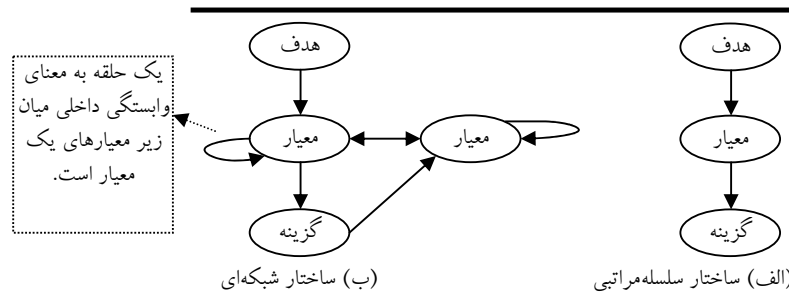 هدف
معیار
گزینه
(الف) ساختار سلسله‌مراتبی
هدف
معیار
معیار
گزینه
(ب) ساختار شبکه‌ای
یک حلقه به معنای
وابستگی داخلی میان
زیر معیارهای یک
معیار است.